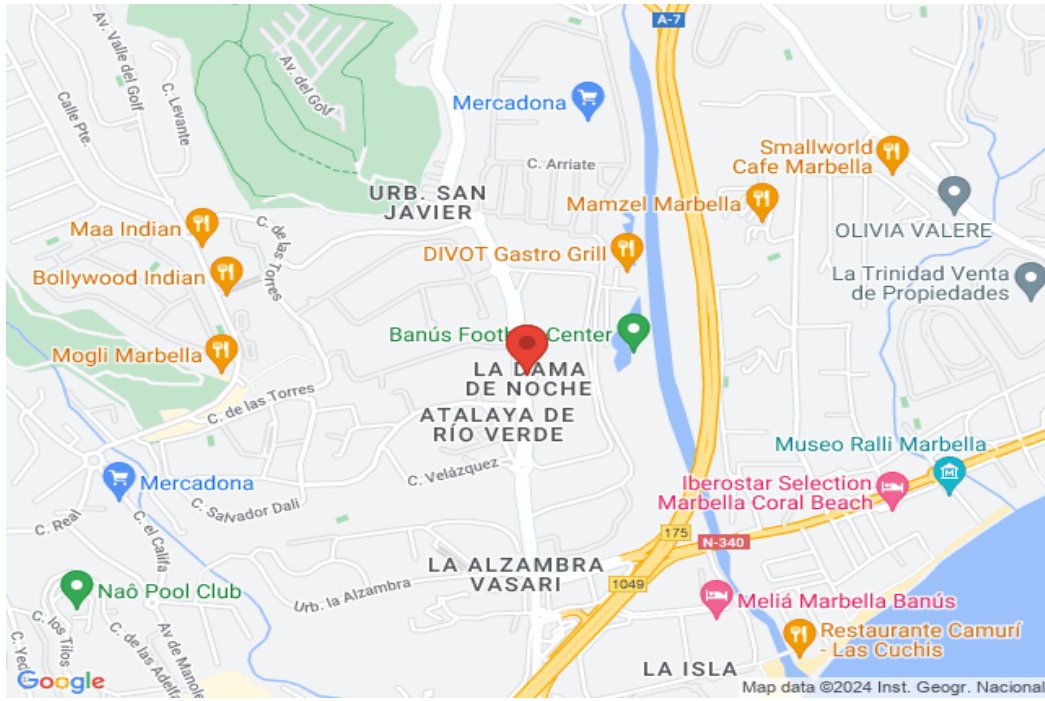 A-7
Av. Valle del Golf
Av. del Golf
Calle Pte.
C. Levante
Mercadona
C. Arriate
Smallworld
Cafe Marbella
URB. SAN
JAVIER
Mamzel Marbella
OLIVIA VALERE
Maa Indian
C. de las Torres
DIVOT Gastro Grill
Bollywood Indian
La Trinidad Venta
de Propiedades
Banús Foot Center
Mogli Marbella
LA DAMA
DE NOCHE
C. de las Torres
ATALAYA DE
RÍO VERDE
Museo Ralli Marbella
C. Velázquez
Mercadona
Iberostar Selection
Marbella Coral Beach
C. Salvador Dalí
C. Real
C. el Califa
175
N-340
LA ALZAMBRA
VASARI
1049
Urb. la Alzambra
Naô Pool Club
Meliá Marbella Banús
C. los Tilos
C. de las Adelfa
Av de Manole
C. Yedra
Restaurante Camurí
- Las Cuchis
LA ISLA
Google
Map data ©2024 Inst. Geogr. Nacional